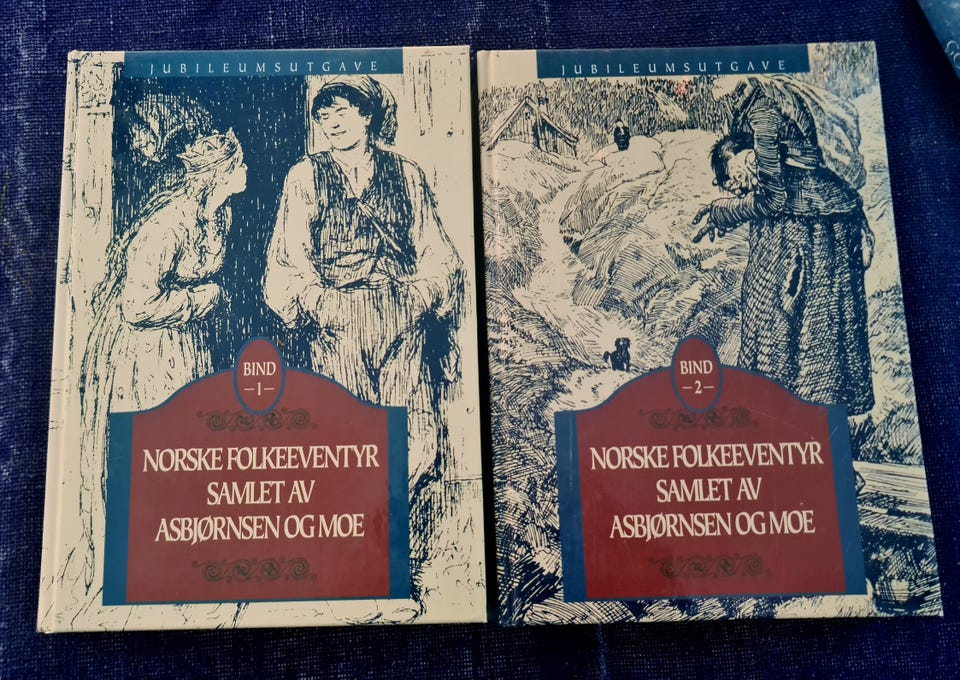 JUBILEUMSUTGAVE
BIND
-1-
NORSKE FOLKEEVENTYR
SAMLET AV
ASBJØRNSEN OG MOE
JUBILEUMSUTGAVE
BIND
-2-
NORSKE FOLKEEVENTYR
SAMLET AV
ASBJØRNSEN OG MOE